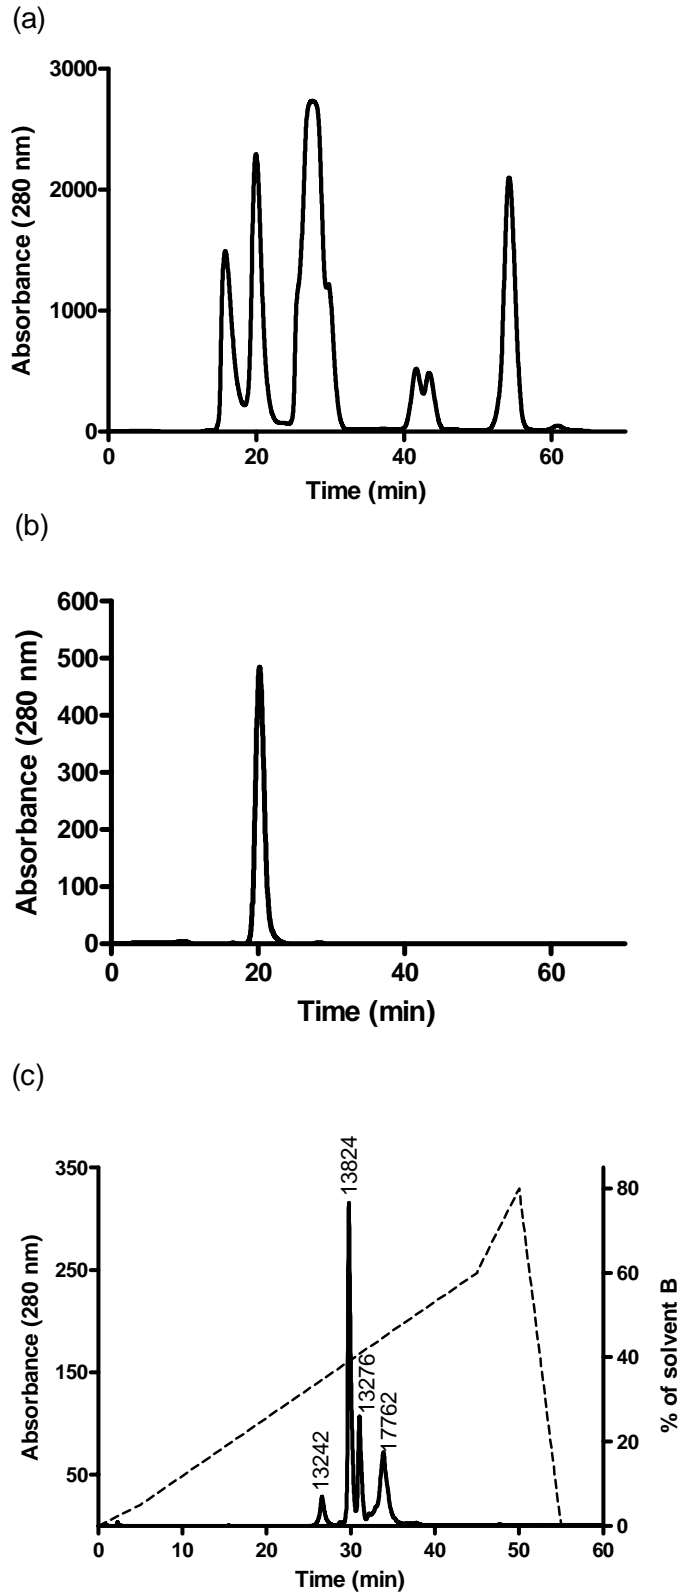 (a)
3000
2000
1000
0
Absorbance (280 nm)
0 20 40 60
Time (min)
(b)
600
500
400
300
200
100
0
Absorbance (280 nm)
0 20 40 60
Time (min)
(c)
350
250
150
50
Absorbance (280 nm)
13242
13824
13276
17762
80
60
40
20
0
% of solvent B
0 10 20 30 40 50 60
Time (min)